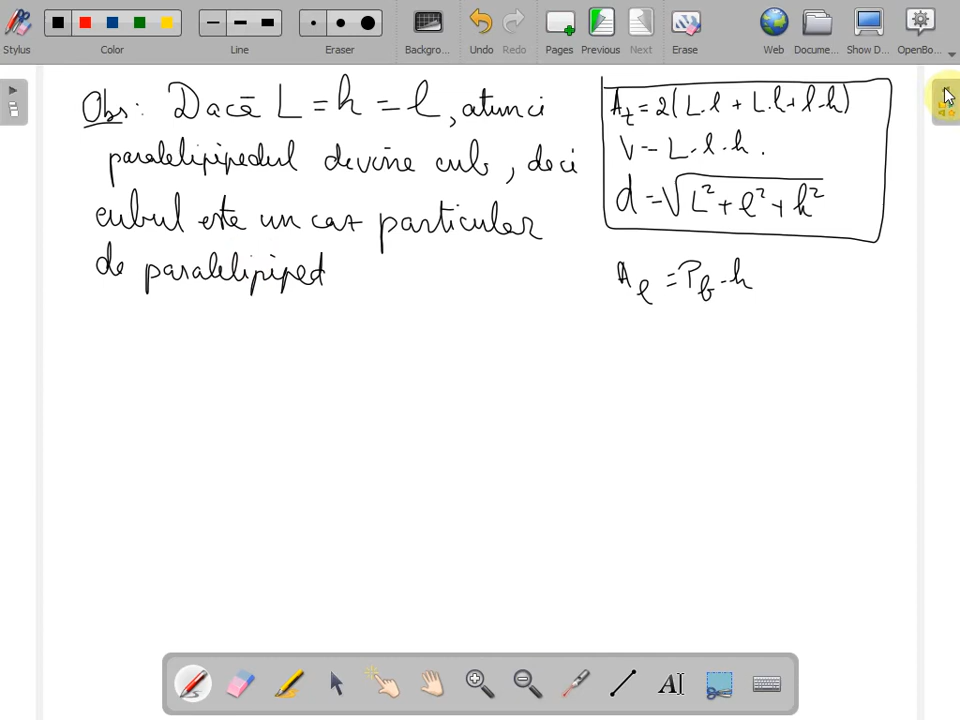 Stylus
Color
Line
Eraser
Backgro...
Undo
Redo
Pages
Previous
Next
Erase
Web
Docume...
Show D...
OpenBo...
Obs: Dacă L = h = l, atunci
paralelipipedul devine cub, deci
cubul este un caz particular
de paralelipiped
At = 2(L·l + L·h + l·h)
V = L·l·h.
d = √L² + l² + h²
Al = Pb·h
A